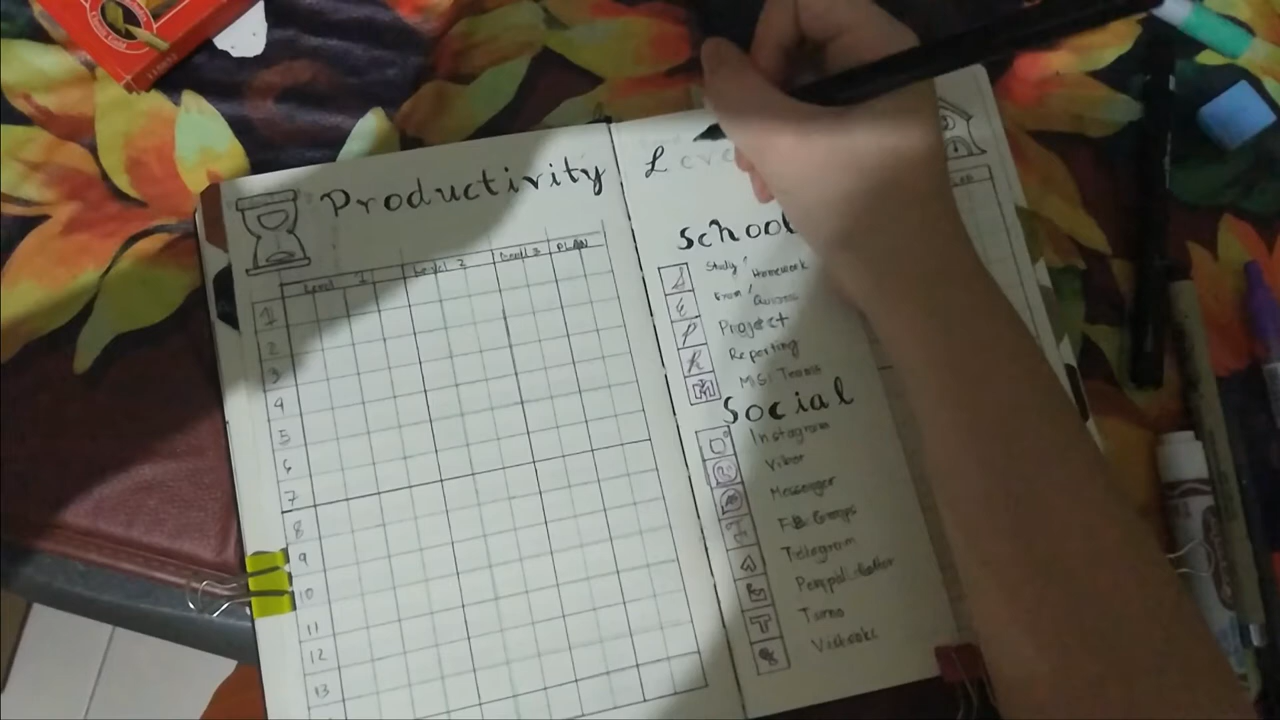 Productivity Leve
Level 1 Level 2 Level 3 PLAN
1
2
3
4
5
6
7
8
9
10
11
12
13
School
S Study/Homework
E Exam/Quizzes
P Project
R Reporting
M MS: Teams
Social
Instagram
Viber
Messenger
F FB: Groups
Telegram
T